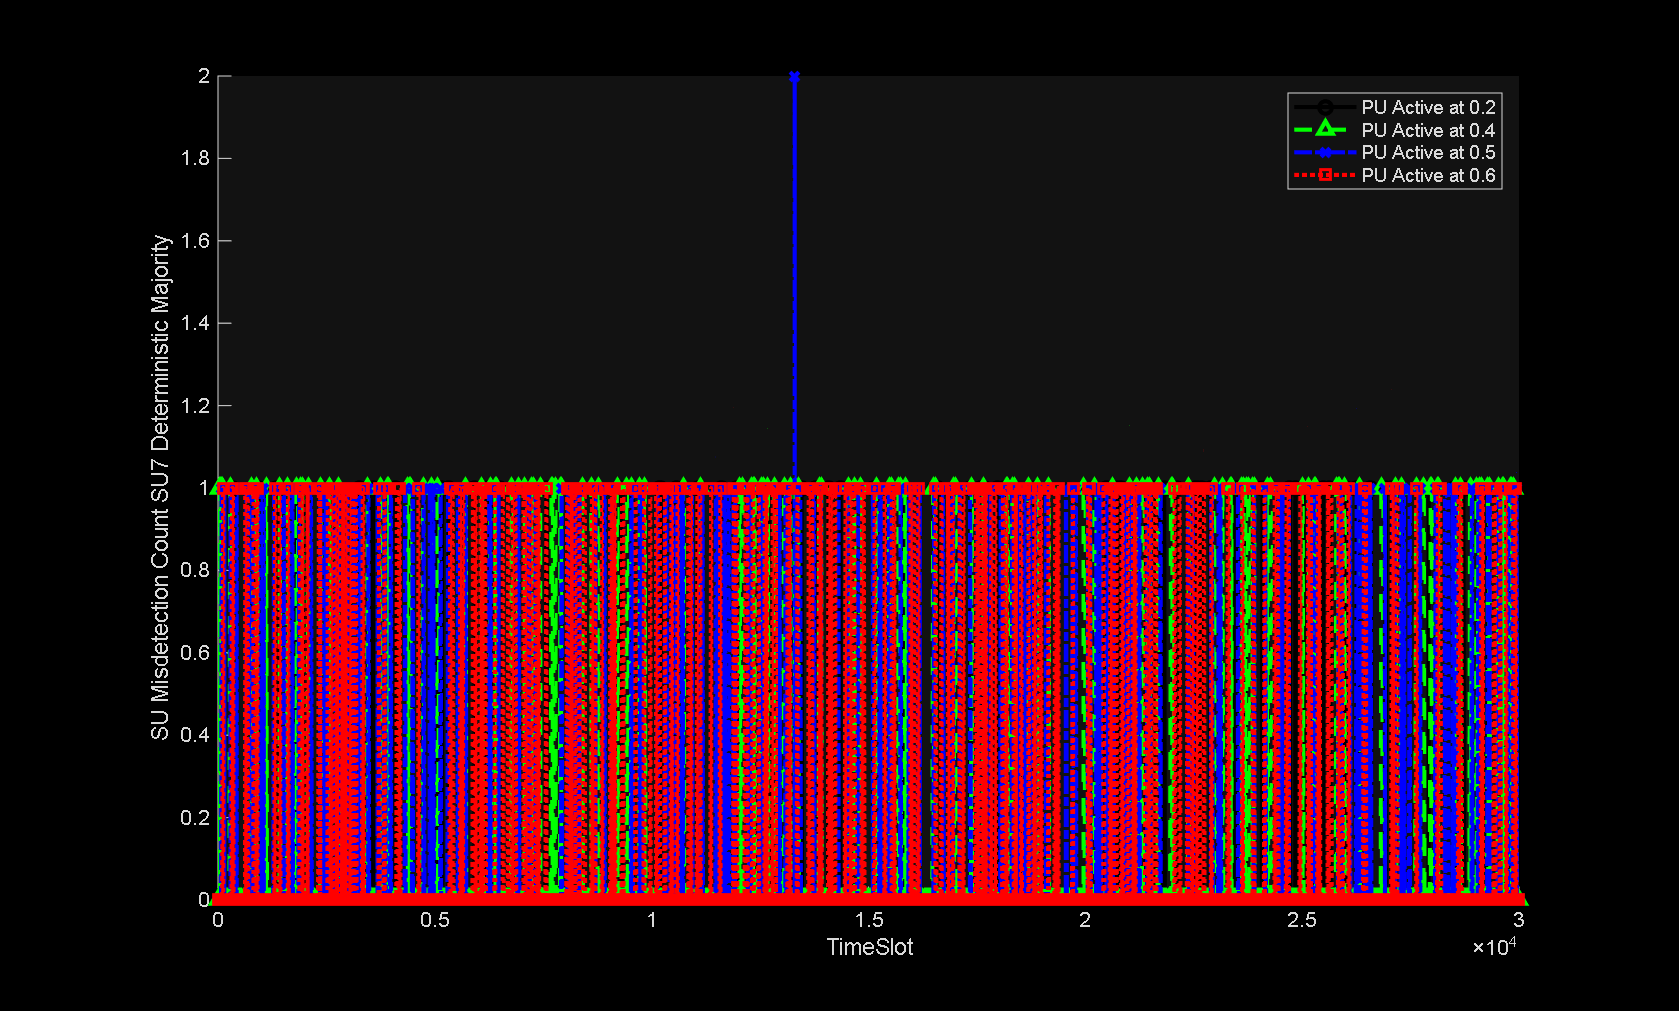 2
1.8
1.6
1.4
1.2
1
0.8
0.6
0.4
0.2
0
SU Misdetection Count SU7 Deterministic Majority
PU Active at 0.2
PU Active at 0.4
PU Active at 0.5
PU Active at 0.6
0 0.5 1 1.5 2 2.5 3
TimeSlot
×10⁴